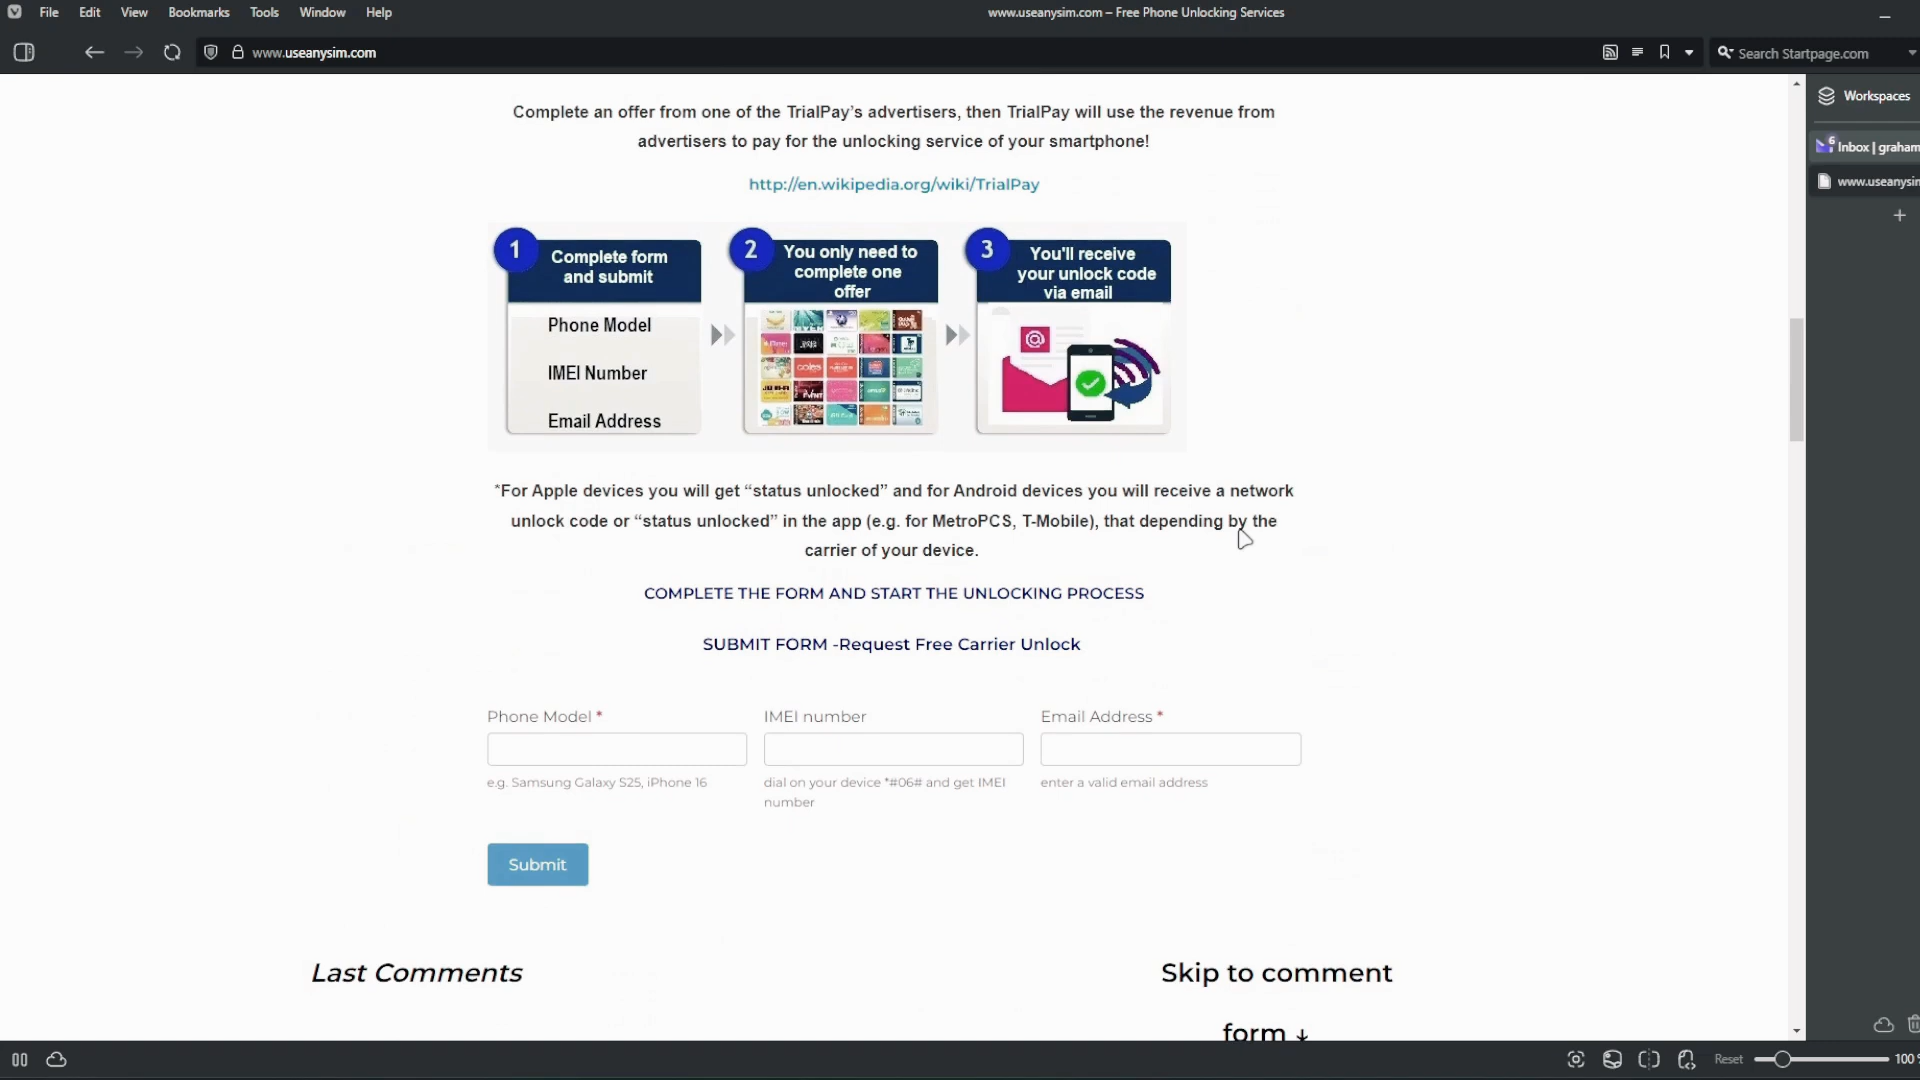 File Edit View Bookmarks Tools Window Help
www.useanysim.com – Free Phone Unlocking Services
www.useanysim.com
Search Startpage.com
Workspaces
6
Inbox | graham
www.useanysim
Complete an offer from one of the TrialPay's advertisers, then TrialPay will use the revenue from
advertisers to pay for the unlocking service of your smartphone!
http://en.wikipedia.org/wiki/TrialPay
1
Complete form
and submit
Phone Model
IMEI Number
Email Address
2
You only need to
complete one
offer
coles
3
You'll receive
your unlock code
via email
@
*For Apple devices you will get “status unlocked” and for Android devices you will receive a network
unlock code or “status unlocked” in the app (e.g. for MetroPCS, T-Mobile), that depending by the
carrier of your device.
COMPLETE THE FORM AND START THE UNLOCKING PROCESS
SUBMIT FORM -Request Free Carrier Unlock
Phone Model * IMEI number Email Address *
e.g. Samsung Galaxy S25, iPhone 16
dial on your device *#06# and get IMEI
number
enter a valid email address
Submit
Last Comments
Skip to comment
form ↓
Reset
100 %